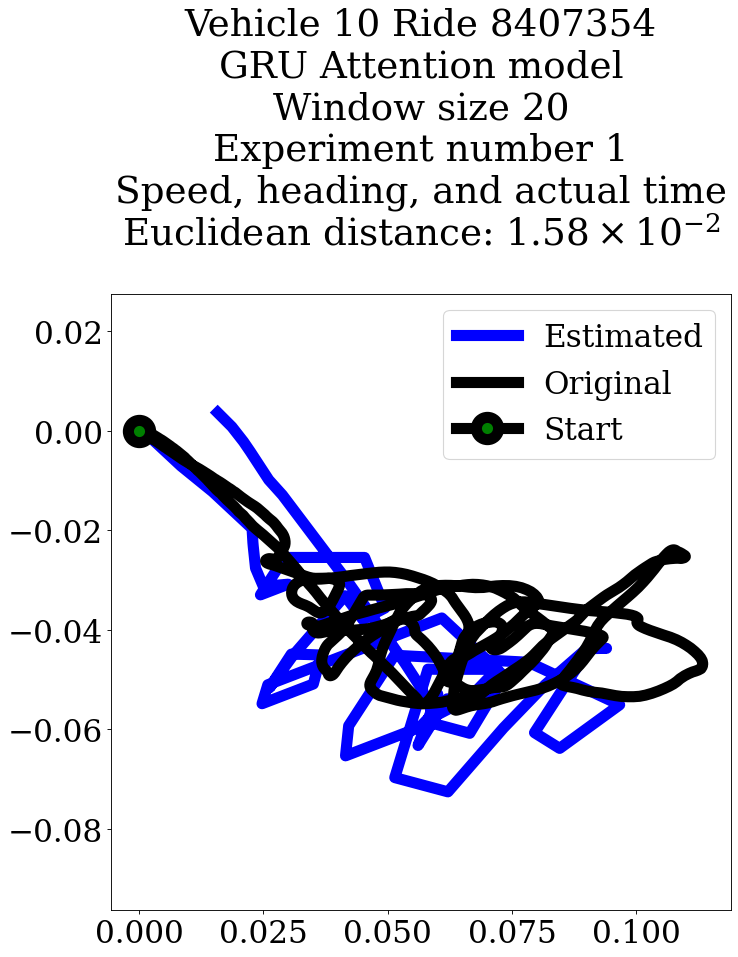 Vehicle 10 Ride 8407354
GRU Attention model
Window size 20
Experiment number 1
Speed, heading, and actual time
Euclidean distance: 1.58 × 10⁻²
Estimated
Original
Start
0.02
0.00
−0.02
−0.04
−0.06
−0.08
0.000 0.025 0.050 0.075 0.100